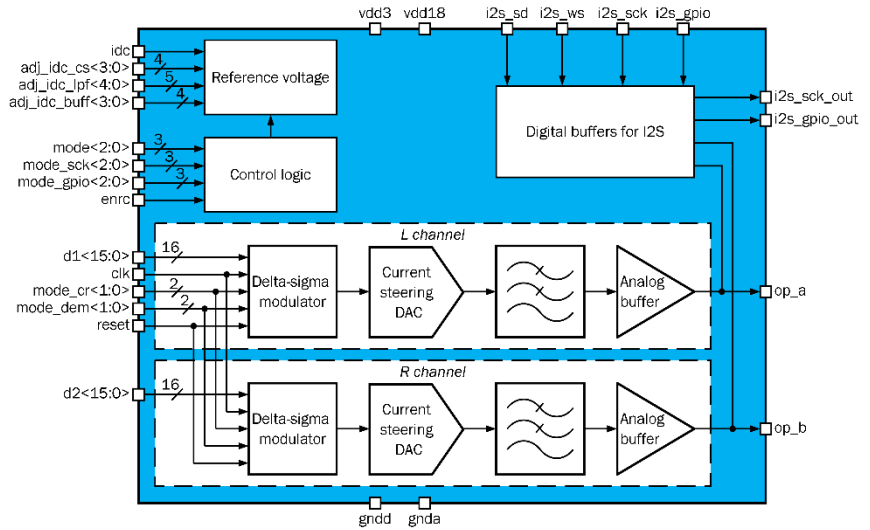 vdd3 vdd18 i2s_sd i2s_ws i2s_sck i2s_gpio
idc
adj_idc_cs<3:0> 4
adj_idc_lpf<4:0> 5
adj_idc_buff<3:0> 4
Reference voltage
Digital buffers for I2S
i2s_sck_out
i2s_gpio_out
mode<2:0> 3
mode_sck<2:0> 3
mode_gpio<2:0> 3
enrc
Control logic
L channel
d1<15:0> 16
clk
mode_cr<1:0> 2
mode_dem<1:0> 2
reset
Delta-sigma
modulator
Current
steering
DAC
Analog
buffer
op_a
R channel
d2<15:0> 16
Delta-sigma
modulator
Current
steering
DAC
Analog
buffer
op_b
gndd gnda